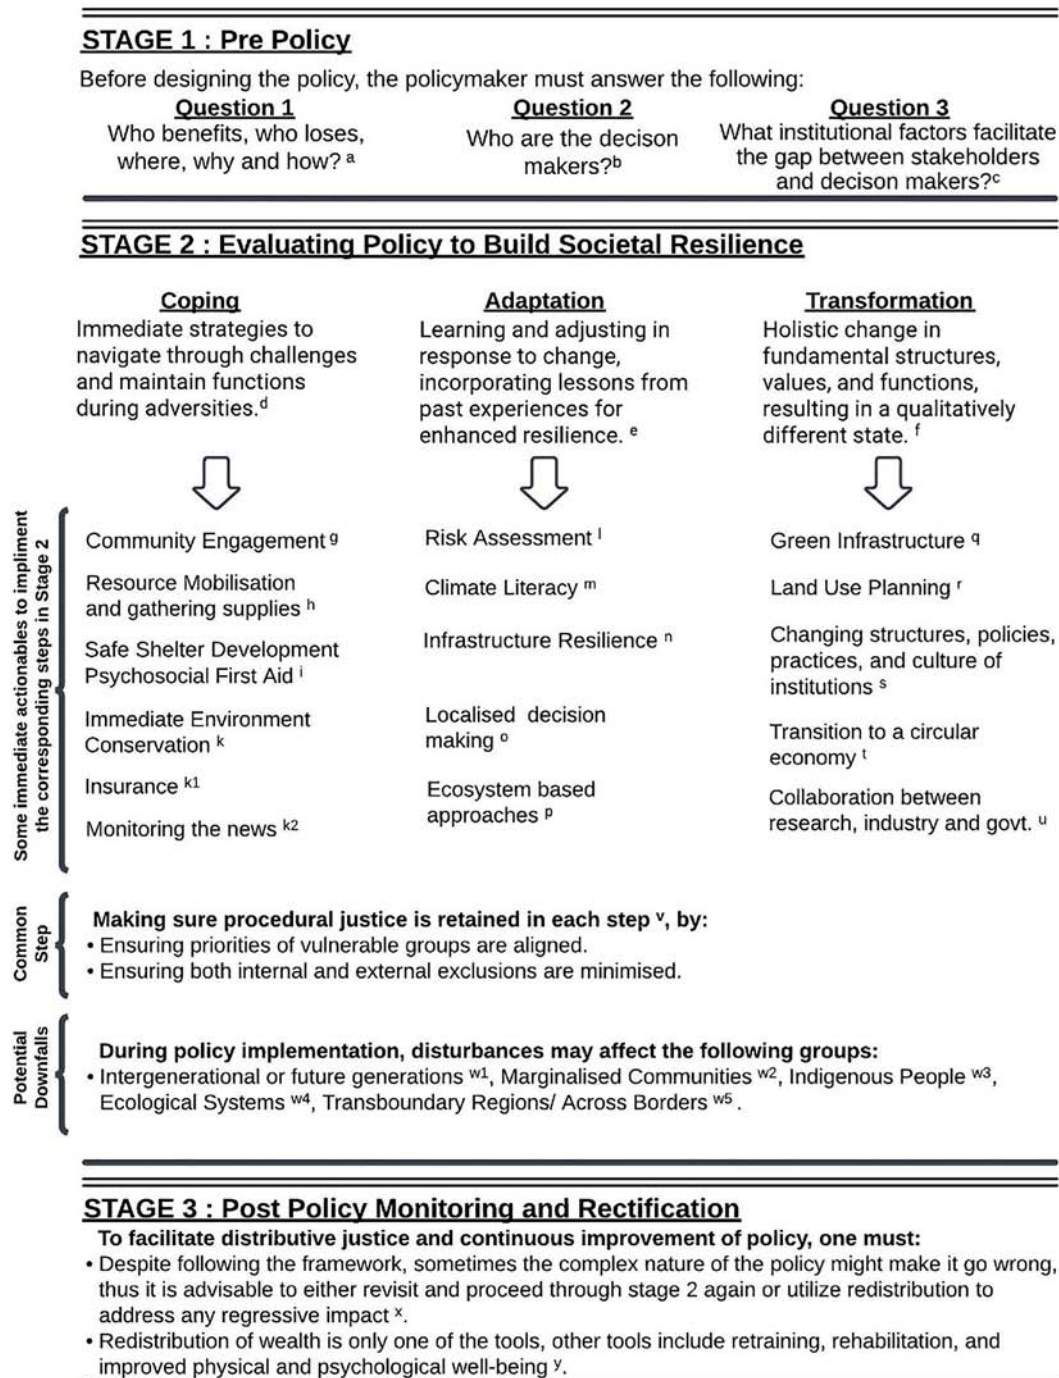 STAGE 1 : Pre Policy
Before designing the policy, the policymaker must answer the following:
Question 1
Who benefits, who loses,
where, why and how? a
Question 2
Who are the decison
makers?b
Question 3
What institutional factors facilitate
the gap between stakeholders
and decison makers?c
STAGE 2 : Evaluating Policy to Build Societal Resilience
Coping
Immediate strategies to
navigate through challenges
and maintain functions
during adversities.d
Adaptation
Learning and adjusting in
response to change,
incorporating lessons from
past experiences for
enhanced resilience. e
Transformation
Holistic change in
fundamental structures,
values, and functions,
resulting in a qualitatively
different state. f
Some immediate actionables to impliment
the corresponding steps in Stage 2
Community Engagement g
Resource Mobilisation
and gathering supplies h
Safe Shelter Development
Psychosocial First Aid i
Immediate Environment
Conservation k
Insurance k1
Monitoring the news k2
Risk Assessment l
Climate Literacy m
Infrastructure Resilience n
Localised decision
making o
Ecosystem based
approaches p
Green Infrastructure q
Land Use Planning r
Changing structures, policies,
practices, and culture of
institutions s
Transition to a circular
economy t
Collaboration between
research, industry and govt. u
Common
Step
Making sure procedural justice is retained in each step v, by:
• Ensuring priorities of vulnerable groups are aligned.
• Ensuring both internal and external exclusions are minimised.
Potential
Downfalls
During policy implementation, disturbances may affect the following groups:
• Intergenerational or future generations w1, Marginalised Communities w2, Indigenous People w3,
Ecological Systems w4, Transboundary Regions/ Across Borders w5 .
STAGE 3 : Post Policy Monitoring and Rectification
To facilitate distributive justice and continuous improvement of policy, one must:
• Despite following the framework, sometimes the complex nature of the policy might make it go wrong,
thus it is advisable to either revisit and proceed through stage 2 again or utilize redistribution to
address any regressive impact x.
• Redistribution of wealth is only one of the tools, other tools include retraining, rehabilitation, and
improved physical and psychological well-being y.